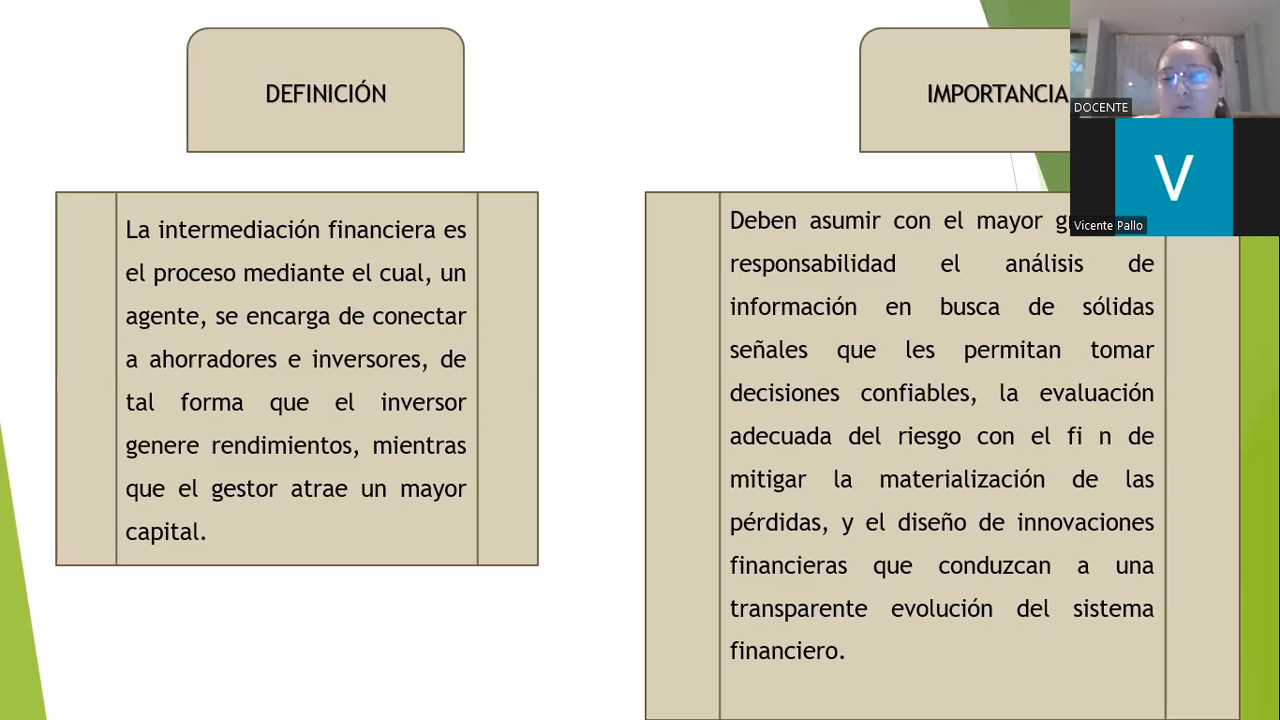 DEFINICIÓN
La intermediación financiera es
el proceso mediante el cual, un
agente, se encarga de conectar
a ahorradores e inversores, de
tal forma que el inversor
genere rendimientos, mientras
que el gestor atrae un mayor
capital.
IMPORTANCIA
Deben asumir con el mayor
responsabilidad el análisis de
información en busca de sólidas
señales que les permitan tomar
decisiones confiables, la evaluación
adecuada del riesgo con el fi n de
mitigar la materialización de las
pérdidas, y el diseño de innovaciones
financieras que conduzcan a una
transparente evolución del sistema
financiero.
DOCENTE
V
Vicente Pallo